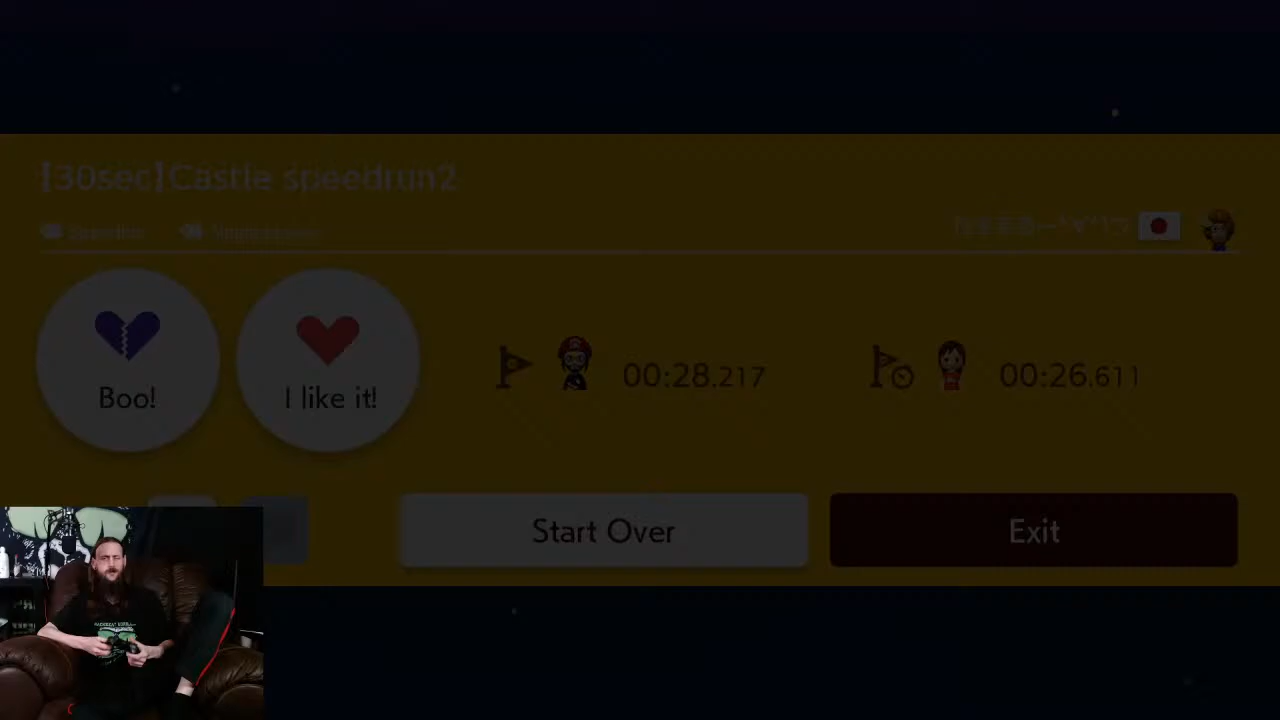 [30sec]Castle speedrun2
Boo!
I like it!
00:28.217
00:26.611
Start Over
Exit